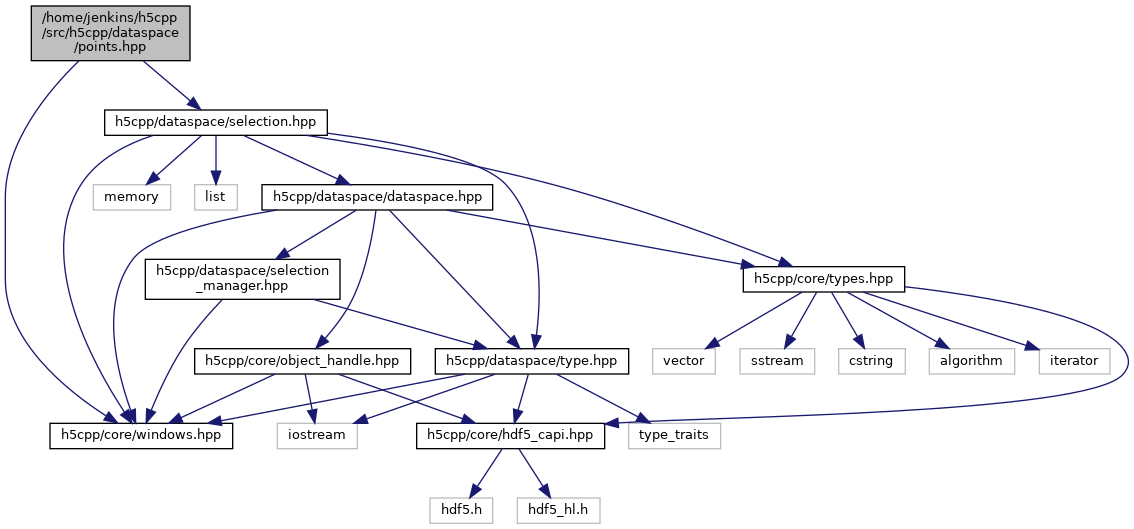 /home/jenkins/h5cpp
/src/h5cpp/dataspace
/points.hpp
h5cpp/dataspace/selection.hpp
memory
list
h5cpp/dataspace/dataspace.hpp
h5cpp/dataspace/selection
_manager.hpp
h5cpp/core/types.hpp
h5cpp/core/object_handle.hpp
h5cpp/dataspace/type.hpp
vector
sstream
cstring
algorithm
iterator
h5cpp/core/windows.hpp
iostream
h5cpp/core/hdf5_capi.hpp
type_traits
hdf5.h
hdf5_hl.h